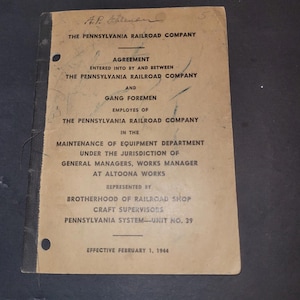 THE PENNSYLVANIA RAILROAD COMPANY
AGREEMENT
ENTERED INTO BY AND BETWEEN
THE PENNSYLVANIA RAILROAD COMPANY
AND
GANG FOREMEN
EMPLOYES OF
THE PENNSYLVANIA RAILROAD COMPANY
IN THE
MAINTENANCE OF EQUIPMENT DEPARTMENT
UNDER THE JURISDICTION OF
GENERAL MANAGERS, WORKS MANAGER
AT ALTOONA WORKS
REPRESENTED BY
BROTHERHOOD OF RAILROAD SHOP
CRAFT SUPERVISORS
PENNSYLVANIA SYSTEM—UNIT NO. 29
EFFECTIVE FEBRUARY 1, 1944